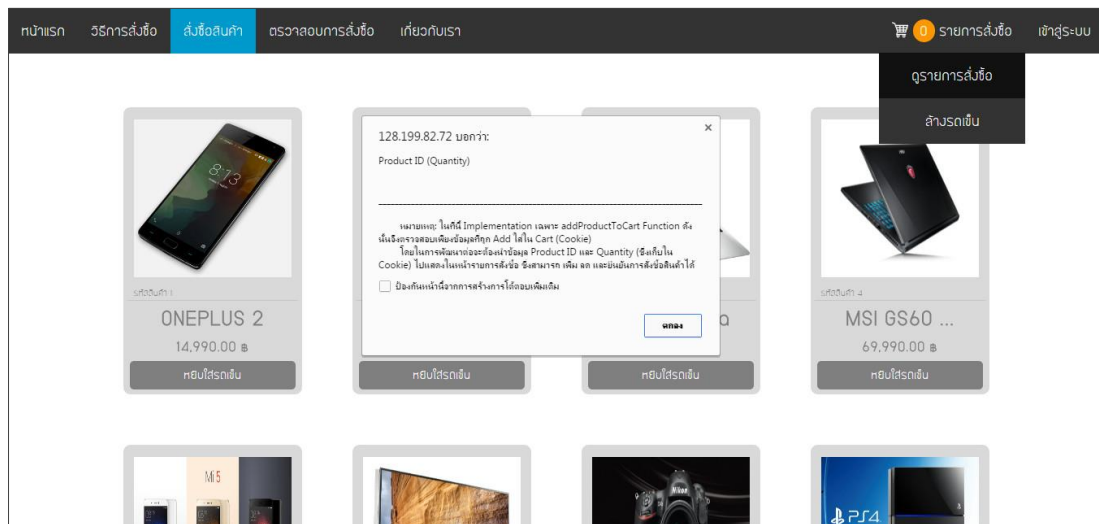 หน้าแรก วิธีการสั่งซื้อ สั่งซื้อสินค้า ตรวจสอบการสั่งซื้อ เกี่ยวกับเรา 0 รายการสั่งซื้อ เข้าสู่ระบบ
ดูรายการสั่งซื้อ
ล้างรถเข็น
128.199.82.72 บอกว่า:
Product ID (Quantity)
หมายเหตุ: ในที่นี้ Implementation เฉพาะ addProductToCart Function ดัง
นั้นจึงตรวจสอบเพียงข้อมูลที่ถูก Add ใส่ใน Cart (Cookie)
โดยในการพัฒนาต่อจะต้องนำข้อมูล Product ID และ Quantity (ซึ่งเก็บใน
Cookie) ไปแสดงในหน้ารายการสั่งซื้อ ซึ่งสามารถ เพิ่ม ลด และยืนยันการสั่งซื้อสินค้าได้
ป้องกันหน้านี้จากการสร้างการโต้ตอบเพิ่มเติม
ตกลง
8:13
รหัสสินค้า 1
ONEPLUS 2
14,990.00 ฿
หยิบใส่รถเข็น
หยิบใส่รถเข็น
หยิบใส่รถเข็น
รหัสสินค้า 4
MSI GS60 ...
69,990.00 ฿
หยิบใส่รถเข็น
Mi 5
Nikon
PS4